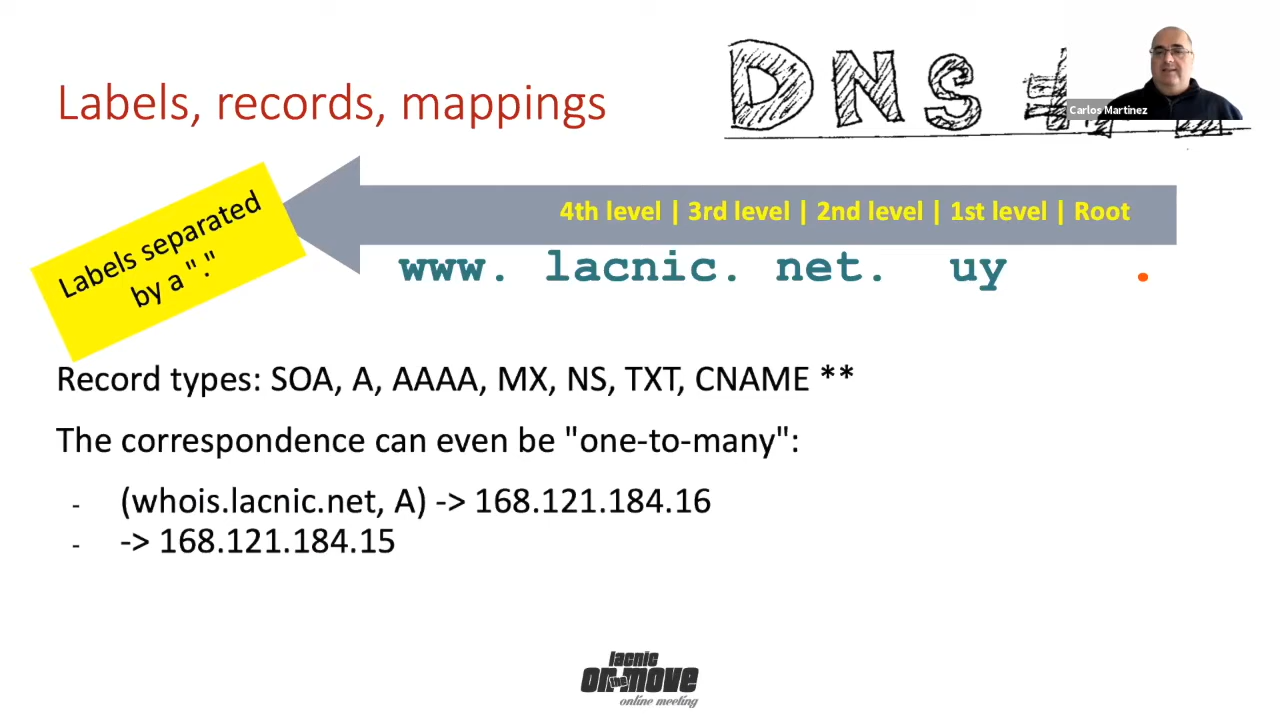 DNS
Labels, records, mappings
Carlos Martinez
Labels separated
by a "."
4th level | 3rd level | 2nd level | 1st level | Root
www. lacnic. net. uy .
Record types: SOA, A, AAAA, MX, NS, TXT, CNAME **
The correspondence can even be "one-to-many":
- (whois.lacnic.net, A) -> 168.121.184.16
- -> 168.121.184.15
lacnic
on the move
online meeting